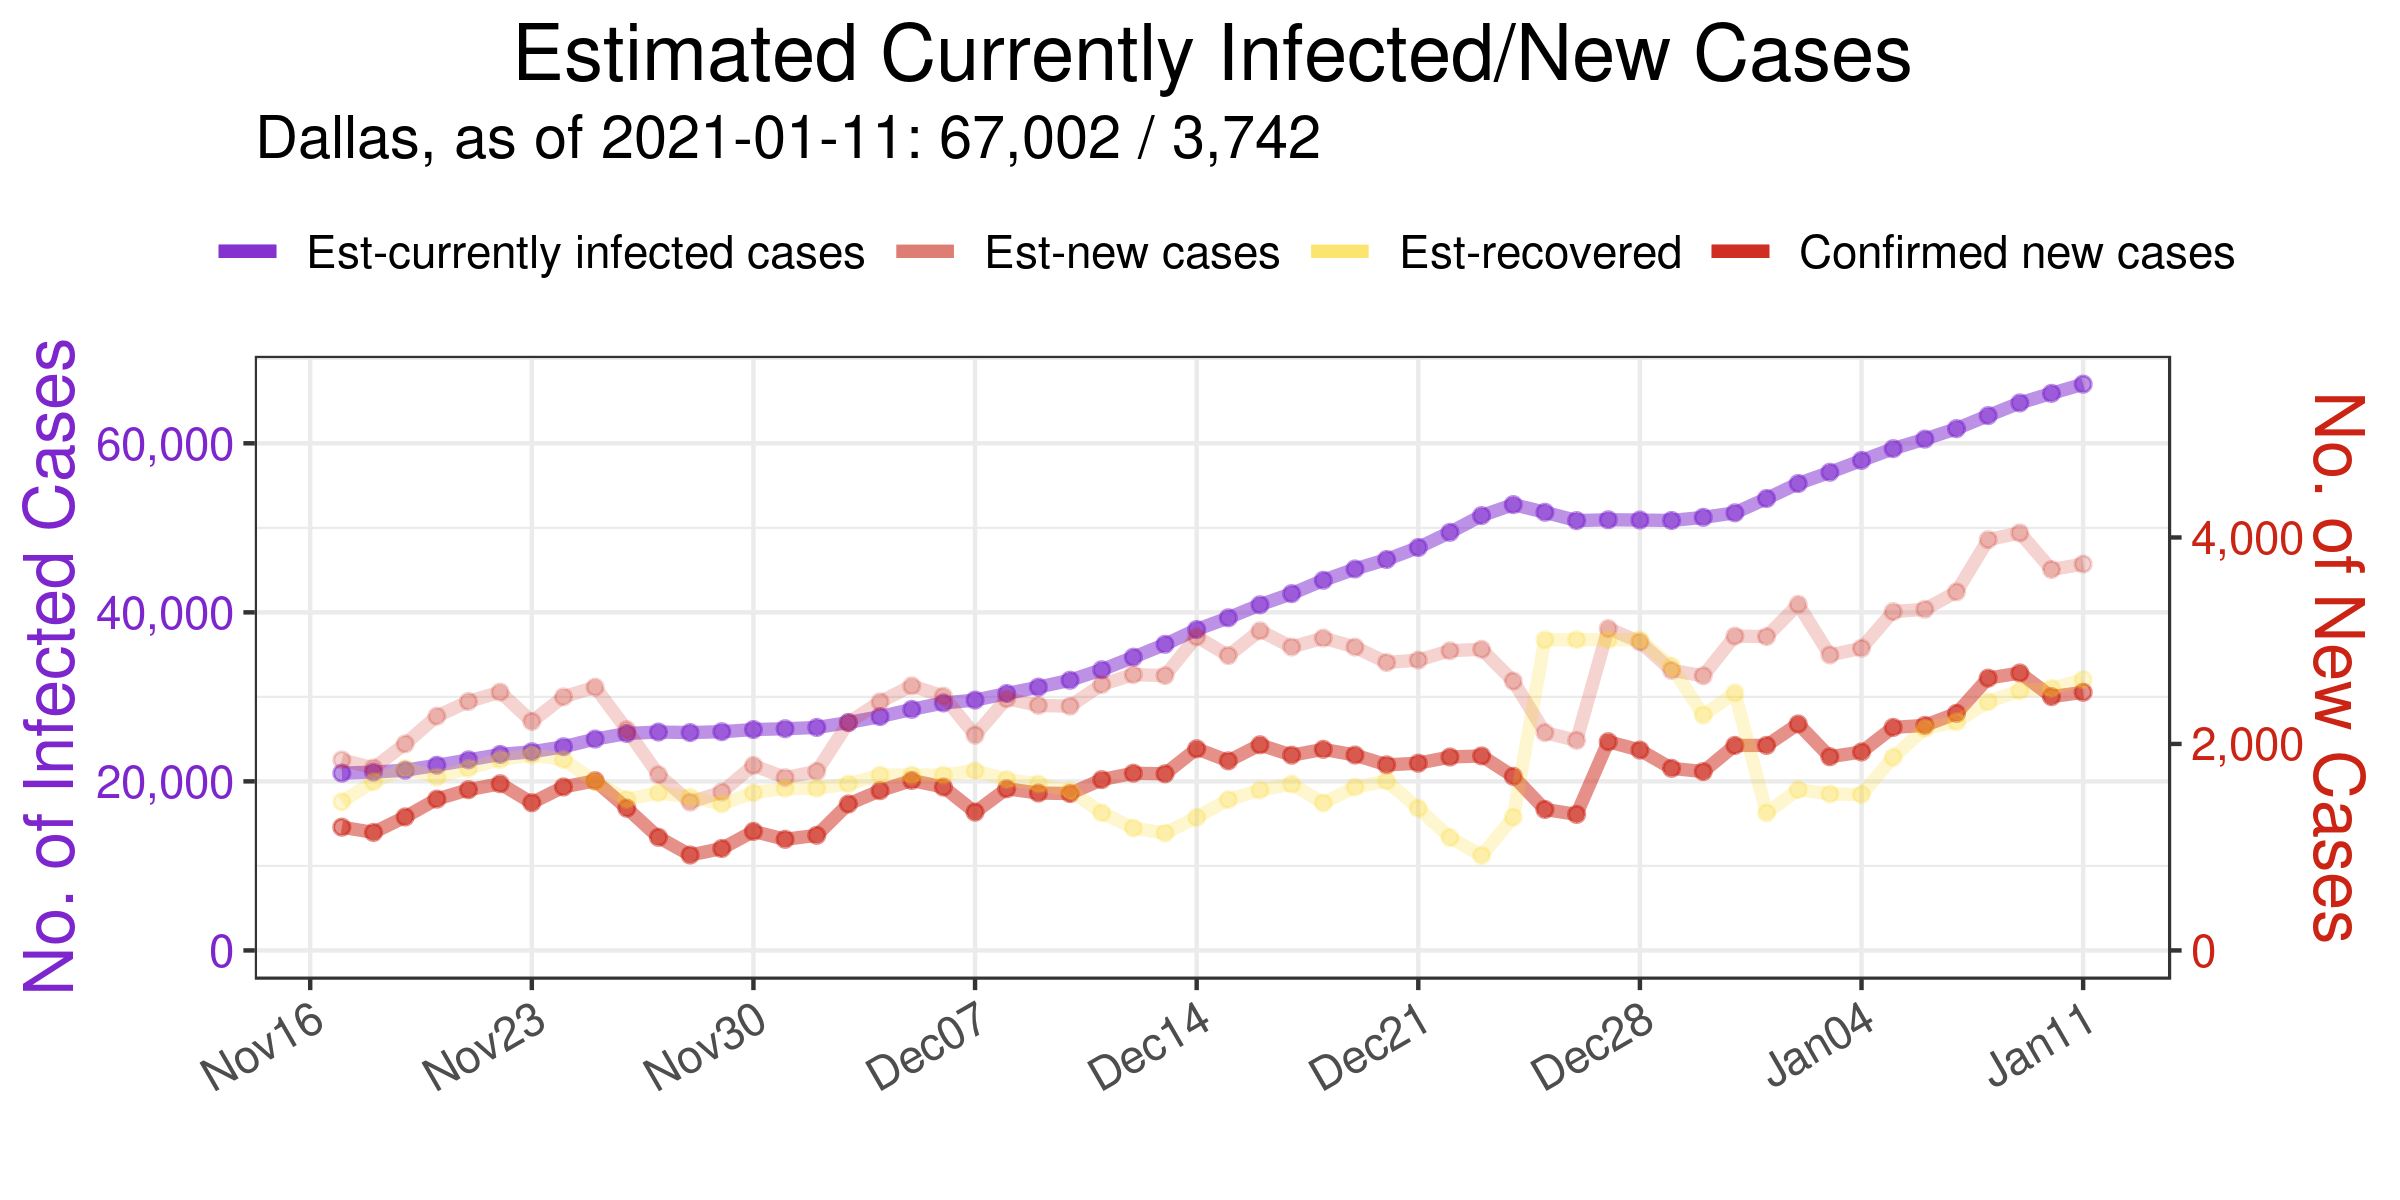 Estimated Currently Infected/New Cases
Dallas, as of 2021-01-11: 67,002 / 3,742
Est-currently infected cases Est-new cases Est-recovered Confirmed new cases
No. of Infected Cases
60,000
40,000
20,000
0
4,000
2,000
0
No. of New Cases
Nov16 Nov23 Nov30 Dec07 Dec14 Dec21 Dec28 Jan04 Jan11